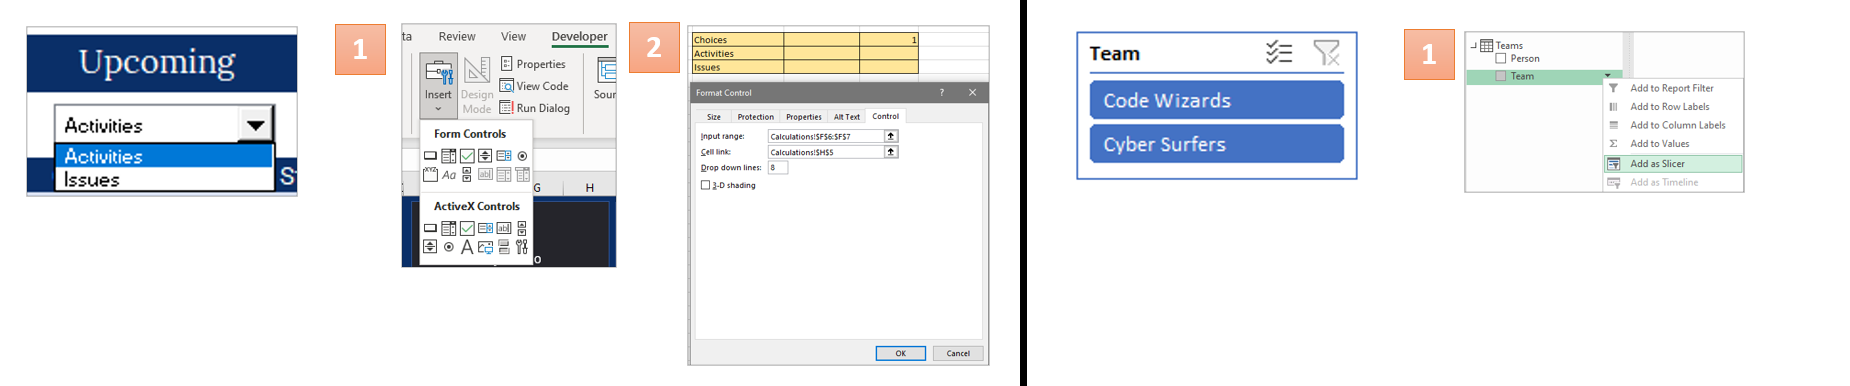 Upcoming
Activities
Activities
Issues
S
1
ta Review View Developer
Insert
Design Mode
Properties
View Code
Run Dialog
Sour
Form Controls
XYZ
Aa
ab|
ActiveX Controls
ab|
A
G H
o
2
Choices 1
Activities
Issues
Format Control ? ×
Size Protection Properties Alt Text Control
Input range: Calculations!$F$6:$F$7
Cell link: Calculations!$H$5
Drop down lines: 8
3-D shading
OK Cancel
Team
Code Wizards
Cyber Surfers
1
Teams
Person
Team
Add to Report Filter
Add to Row Labels
Add to Column Labels
Σ Add to Values
Add as Slicer
Add as Timeline